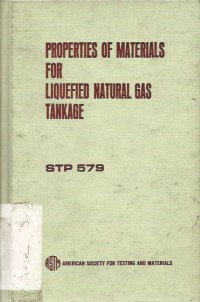 PROPERTIES OF MATERIALS
FOR
LIQUEFIED NATURAL GAS
TANKAGE
STP 579
AMERICAN SOCIETY FOR TESTING AND MATERIALS